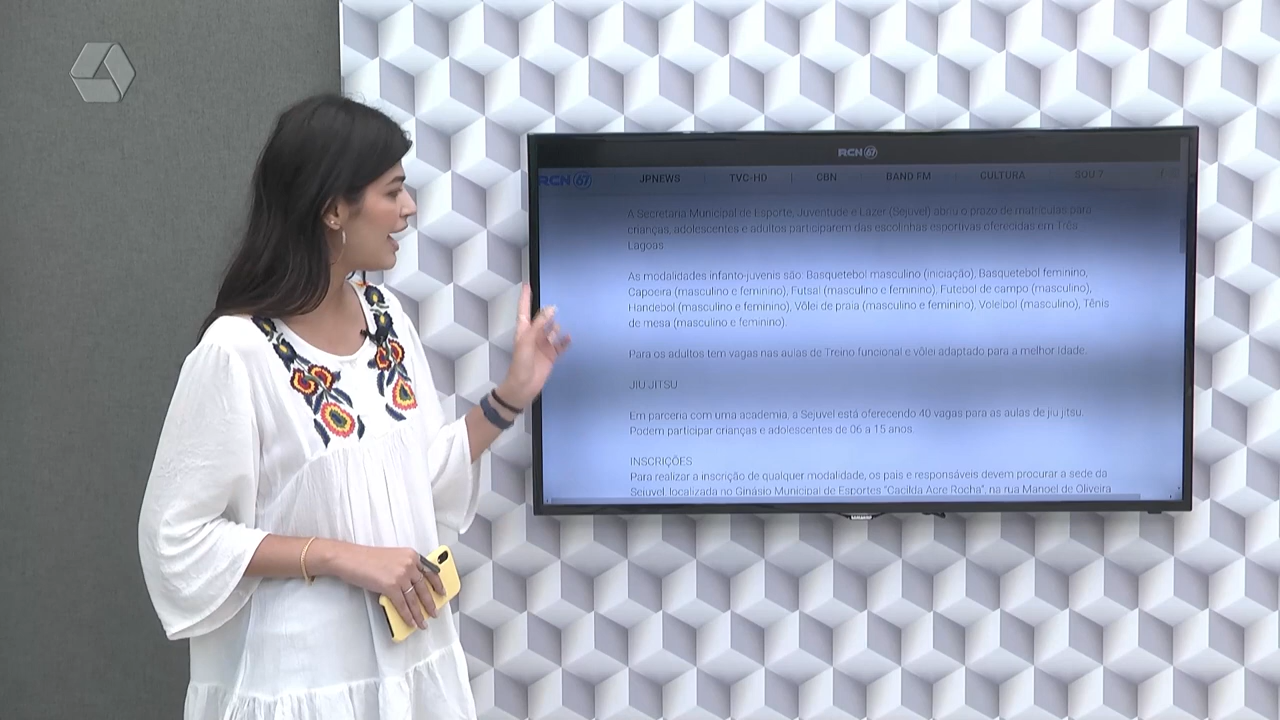 RCN 67
RCN 67 JPNEWS TVC-HD CBN BAND FM CULTURA SOU 7
A Secretaria Municipal de Esporte, Juventude e Lazer (Sejuvel) abriu o prazo de matrículas para
crianças, adolescentes e adultos participarem das escolinhas esportivas oferecidas em Três
Lagoas.
As modalidades infanto-juvenis são: Basquetebol masculino (iniciação), Basquetebol feminino,
Capoeira (masculino e feminino), Futsal (masculino e feminino), Futebol de campo (masculino),
Handebol (masculino e feminino), Vôlei de praia (masculino e feminino), Voleibol (masculino), Tênis
de mesa (masculino e feminino).
Para os adultos tem vagas nas aulas de Treino funcional e vôlei adaptado para a melhor Idade.
JIU JITSU
Em parceria com uma academia, a Sejuvel está oferecendo 40 vagas para as aulas de jiu jitsu.
Podem participar crianças e adolescentes de 06 a 15 anos.
INSCRIÇÕES
Para realizar a inscrição de qualquer modalidade, os pais e responsáveis devem procurar a sede da
Sejuvel, localizada no Ginásio Municipal de Esportes "Cacilda Acre Rocha", na rua Manoel de Oliveira